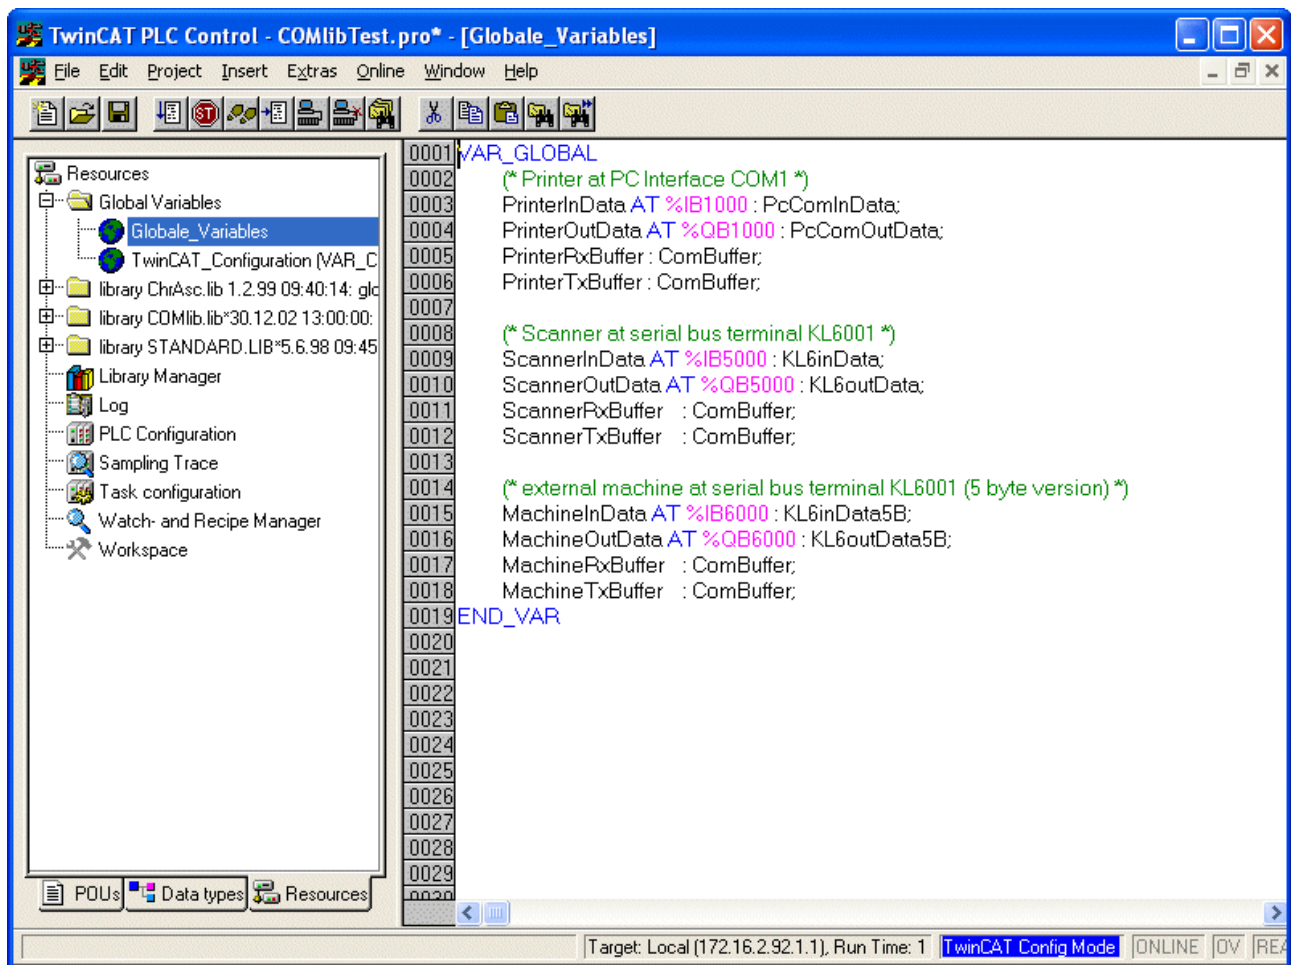 TwinCAT PLC Control - COMlibTest.pro* - [Globale_Variables]
File Edit Project Insert Extras Online Window Help
Resources
Global Variables
Globale_Variables
TwinCAT_Configuration (VAR_C
library ChrAsc.lib 1.2.99 09:40:14: glo
library COMlib.lib*30.12.02 13:00:00:
library STANDARD.LIB*5.6.98 09:45
Library Manager
Log
PLC Configuration
Sampling Trace
Task configuration
Watch- and Recipe Manager
Workspace
POUs Data types Resources
0001 VAR_GLOBAL
0002 (* Printer at PC Interface COM1 *)
0003 PrinterInData AT %IB1000 : PcComInData;
0004 PrinterOutData AT %QB1000 : PcComOutData;
0005 PrinterRxBuffer : ComBuffer;
0006 PrinterTxBuffer : ComBuffer;
0007
0008 (* Scanner at serial bus terminal KL6001 *)
0009 ScannerInData AT %IB5000 : KL6inData;
0010 ScannerOutData AT %QB5000 : KL6outData;
0011 ScannerRxBuffer : ComBuffer;
0012 ScannerTxBuffer : ComBuffer;
0013
0014 (* external machine at serial bus terminal KL6001 (5 byte version) *)
0015 MachineInData AT %IB6000 : KL6inData5B;
0016 MachineOutData AT %QB6000 : KL6outData5B;
0017 MachineRxBuffer : ComBuffer;
0018 MachineTxBuffer : ComBuffer;
0019 END_VAR
0020
0021
0022
0023
0024
0025
0026
0027
0028
0029
0030
Target: Local (172.16.2.92.1.1), Run Time: 1 TwinCAT Config Mode ONLINE OV REA